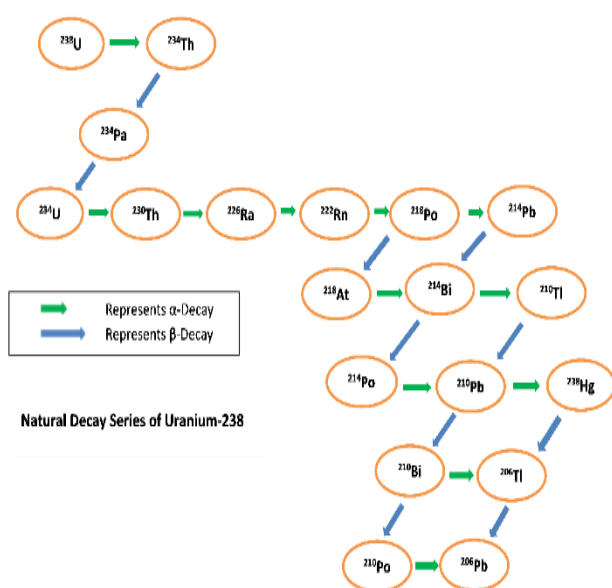 ²³⁸U ²³⁴Th
²³⁴Pa
²³⁴U ²³⁰Th ²²⁶Ra ²²²Rn ²¹⁸Po ²¹⁴Pb
²¹⁸At ²¹⁴Bi ²¹⁰Tl
Represents α-Decay
Represents β-Decay
²¹⁴Po ²¹⁰Pb ²³⁸Hg
Natural Decay Series of Uranium-238
²¹⁰Bi ²⁰⁶Tl
²¹⁰Po ²⁰⁶Pb